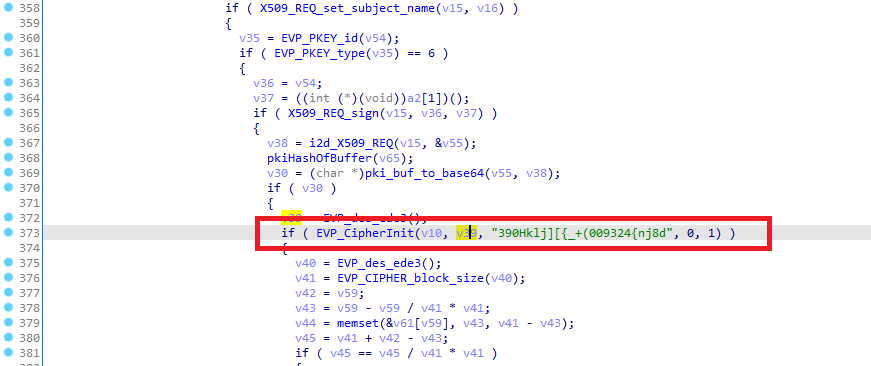 358 if ( X509_REQ_set_subject_name(v15, v16) )
359 {
360 v35 = EVP_PKEY_id(v54);
361 if ( EVP_PKEY_type(v35) == 6 )
362 {
363 v36 = v54;
364 v37 = ((int (*)(void))a2[1])();
365 if ( X509_REQ_sign(v15, v36, v37) )
366 {
367 v38 = i2d_X509_REQ(v15, &v55);
368 pkiHashOfBuffer(v65);
369 v30 = (char *)pki_buf_to_base64(v55, v38);
370 if ( v30 )
371 {
372 v39 = EVP_des_ede3();
373 if ( EVP_CipherInit(v10, v39, "390Hklj][{_+(009324{nj8d", 0, 1) )
374 {
375 v40 = EVP_des_ede3();
376 v41 = EVP_CIPHER_block_size(v40);
377 v42 = v59;
378 v43 = v59 - v59 / v41 * v41;
379 v44 = memset(&v61[v59], v43, v41 - v43);
380 v45 = v41 + v42 - v43;
381 if ( v45 == v45 / v41 * v41 )